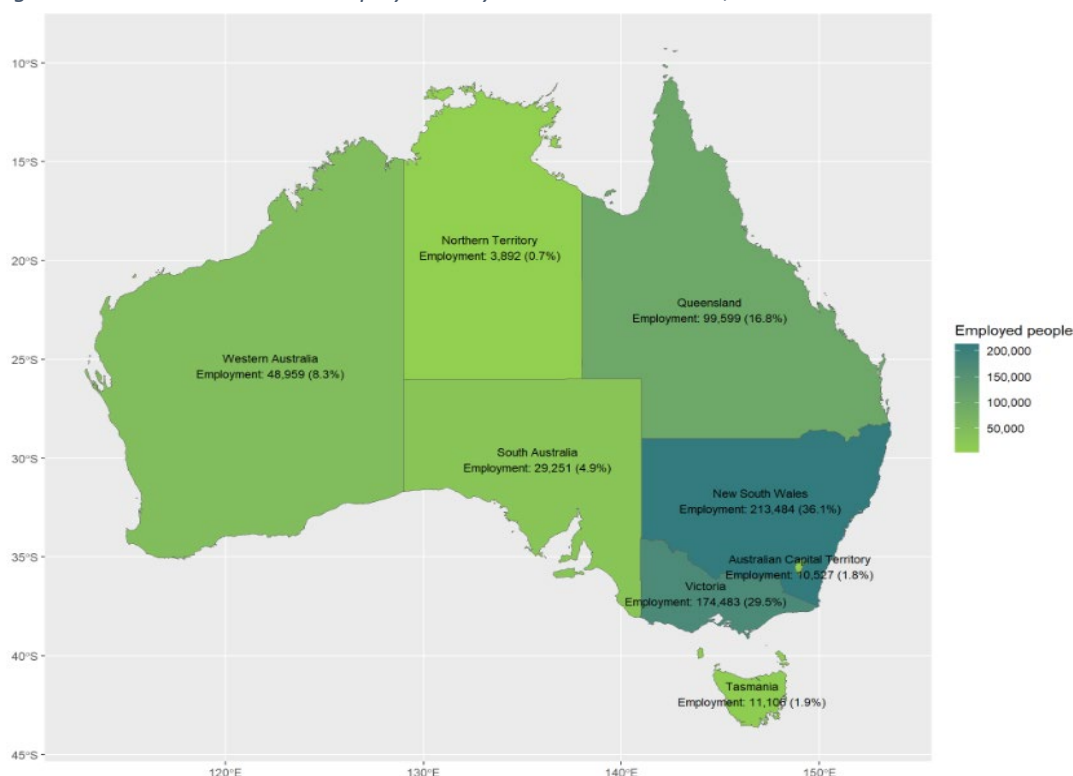 10°S
15°S
20°S
25°S
30°S
35°S
40°S
45°S
120°E
130°E
140°E
150°E
Northern Territory
Employment: 3,892 (0.7%)
Queensland
Employment: 99,599 (16.8%)
Western Australia
Employment: 48,959 (8.3%)
South Australia
Employment: 29,251 (4.9%)
New South Wales
Employment: 213,484 (36.1%)
Australian Capital Territory
Employment: 10,527 (1.8%)
Victoria
Employment: 174,483 (29.5%)
Tasmania
Employment: 11,106 (1.9%)
Employed people
200,000
150,000
100,000
50,000